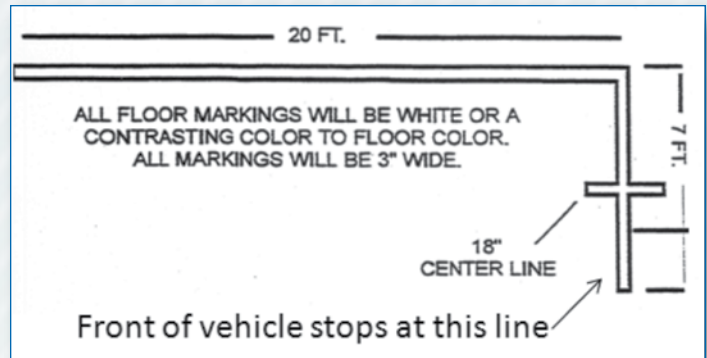 20 FT.
ALL FLOOR MARKINGS WILL BE WHITE OR A
CONTRASTING COLOR TO FLOOR COLOR.
ALL MARKINGS WILL BE 3" WIDE.
7 FT.
18"
CENTER LINE
Front of vehicle stops at this line